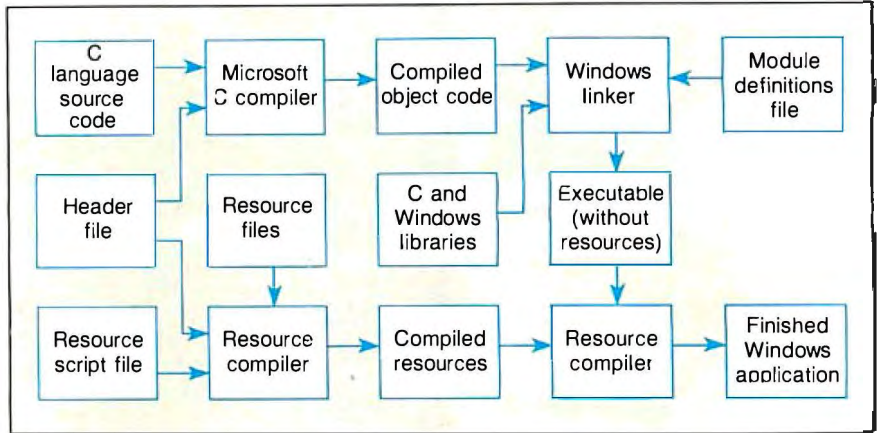 C
language
source
code
Microsoft
C compiler
Compiled
object code
Windows
linker
Module
definitions
file
Header
file
Resource
files
C and
Windows
libraries
Executable
(without
resources)
Resource
script file
Resource
compiler
Compiled
resources
Resource
compiler
Finished
Windows
application